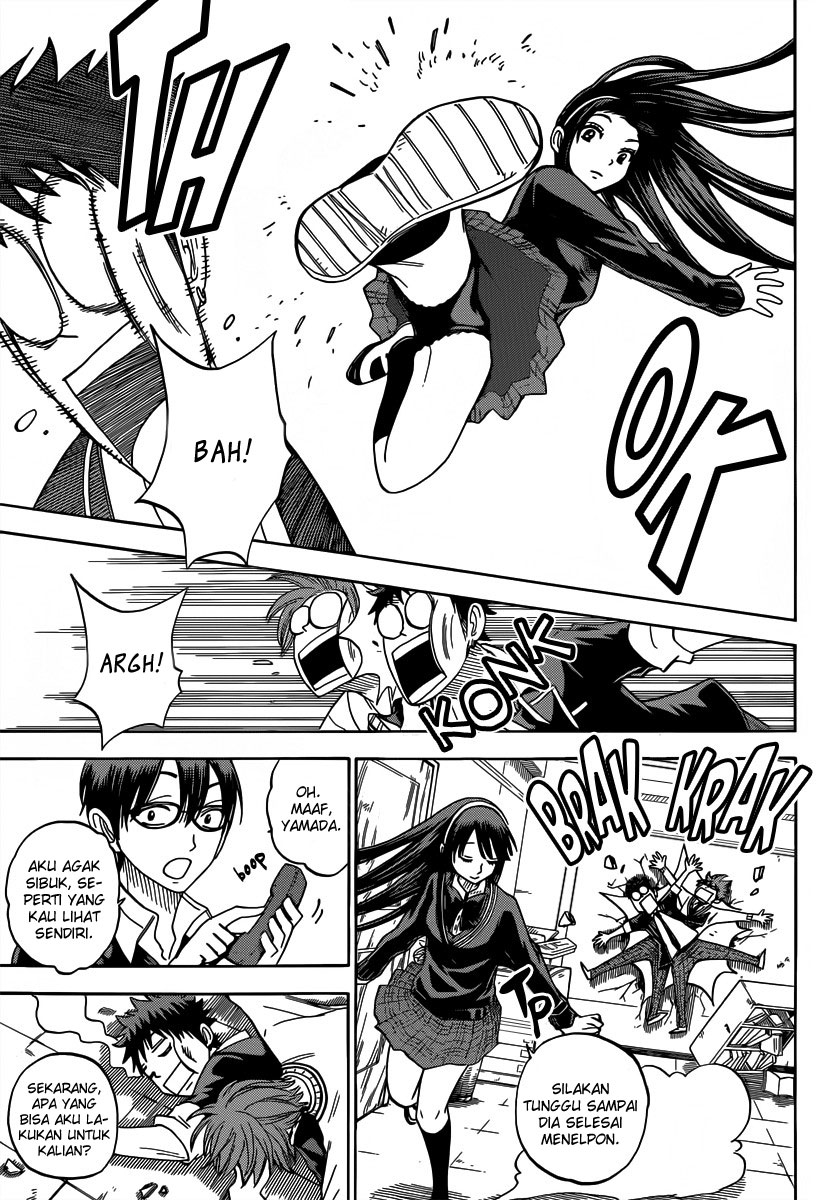 TH
OK
BAH!
ARGH!
KONK
BRAK KRAK
OH.
MAAF,
YAMADA.
boop
AKU AGAK
SIBUK, SE-
PERTI YANG
KAU LIHAT
SENDIRI.
TP
SILAKAN
TUNGGU SAMPAI
DIA SELESAI
MENELPON.
SEKARANG,
APA YANG
BISA AKU LA-
KUKAN UNTUK
KALIAN?